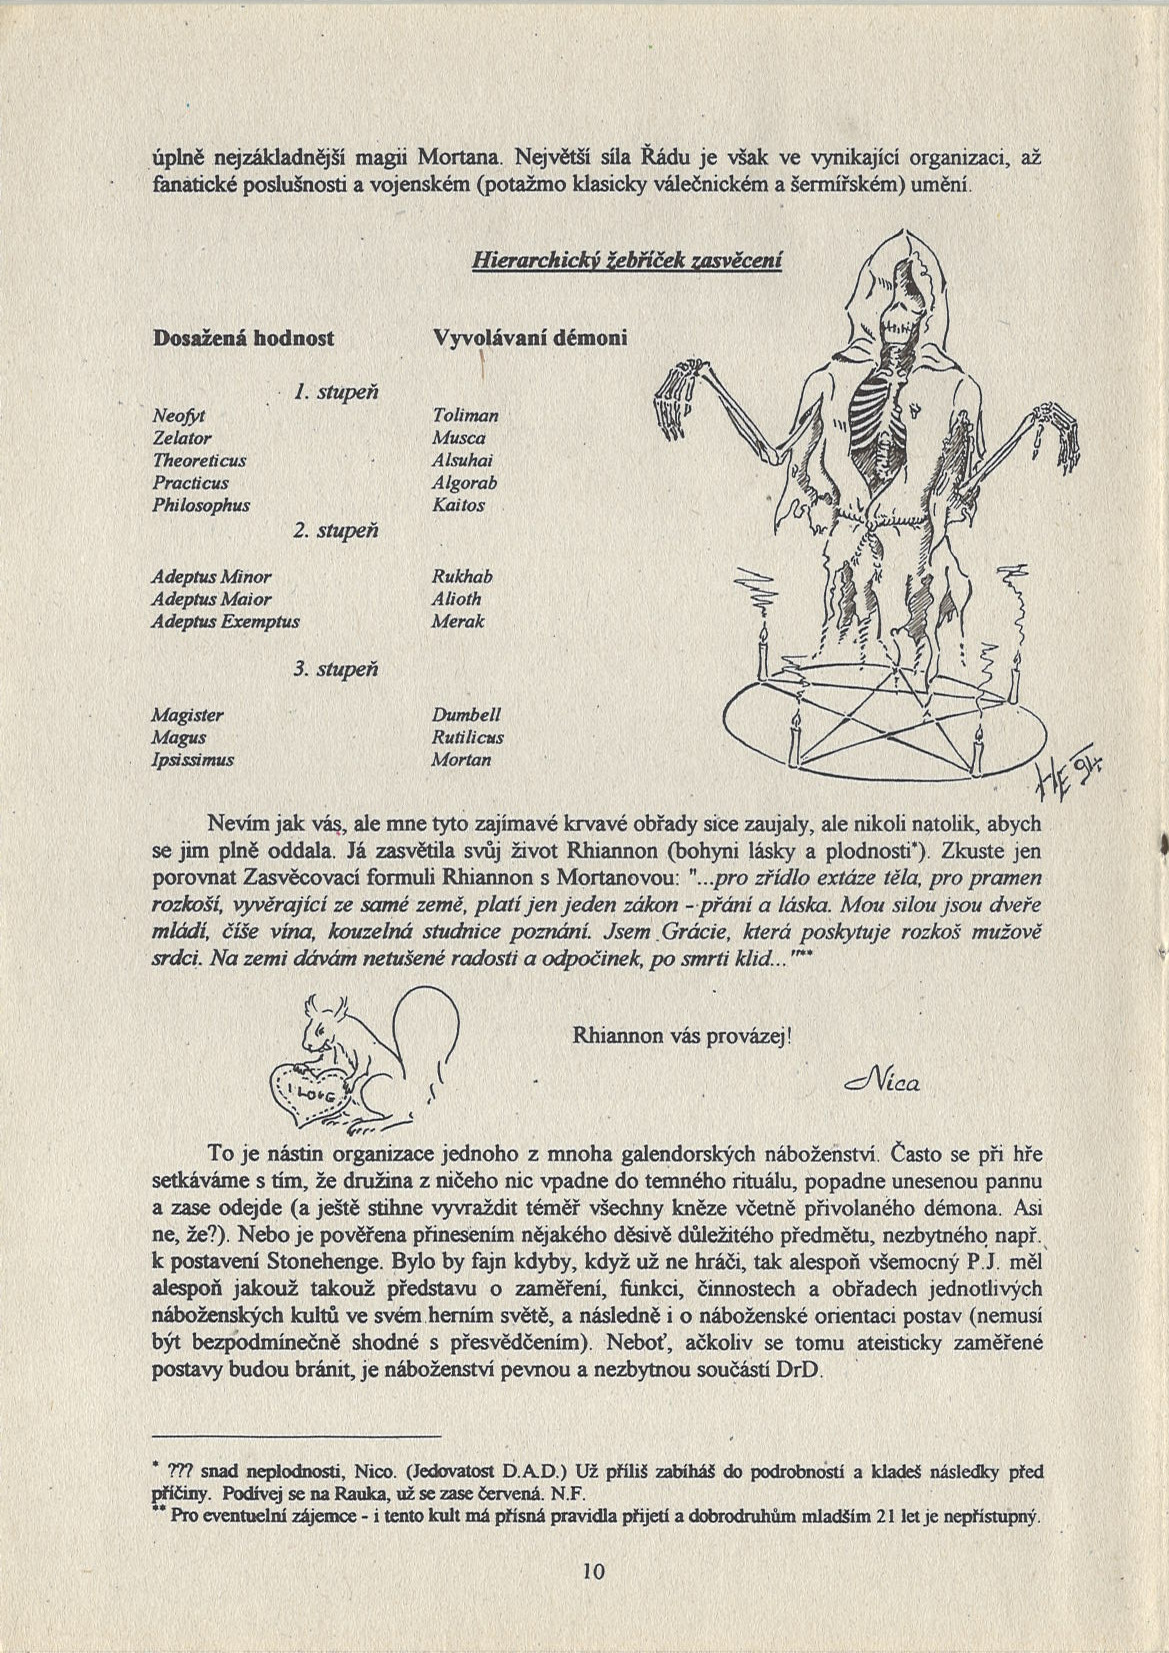 úplně nejzákladnější magii Mortana. Největší síla Řádu je však ve vynikající organizaci, až
fanatické poslušnosti a vojenském (potažmo klasicky válečnickém a šermířském) umění.
Hierarchický žebříček zasvěcení
Dosažená hodnost Vyvolávaní démoni
1. stupeň
Neofyt Toliman
Zelator Musca
Theoreticus Alsuhai
Practicus Algorab
Philosophus Kaitos
2. stupeň
Adeptus Minor Rukhab
Adeptus Maior Alioth
Adeptus Exemptus Merak
3. stupeň
Magister Dumbell
Magus Rutilicus
Ipsissimus Mortan
HE 94
Nevím jak vás, ale mne tyto zajímavé krvavé obřady sice zaujaly, ale nikoli natolik, abych
se jim plně oddala. Já zasvětila svůj život Rhiannon (bohyni lásky a plodnosti*). Zkuste jen
porovnat Zasvěcovací formuli Rhiannon s Mortanovou: "...pro zřídlo extáze těla, pro pramen
rozkoší, vyvěrající ze samé země, platí jen jeden zákon - přání a láska. Mou silou jsou dveře
mládí, číše vína, kouzelná studnice poznání. Jsem Grácie, která poskytuje rozkoš mužově
srdci. Na zemi dávám netušené radosti a odpočinek, po smrti klid..."**
I LOVE
Rhiannon vás provázej!
Nica
To je nástin organizace jednoho z mnoha galendorských náboženství. Často se při hře
setkáváme s tím, že družina z ničeho nic vpadne do temného rituálu, popadne unesenou pannu
a zase odejde (a ještě stihne vyvraždit téměř všechny kněze včetně přivolaného démona. Asi
ne, že?). Nebo je pověřena přinesením nějakého děsivě důležitého předmětu, nezbytného např.
k postavení Stonehenge. Bylo by fajn kdyby, když už ne hráči, tak alespoň všemocný P.J. měl
alespoň jakouž takouž představu o zaměření, funkci, činnostech a obřadech jednotlivých
náboženských kultů ve svém herním světě, a následně i o náboženské orientaci postav (nemusí
být bezpodmínečně shodné s přesvědčením). Neboť, ačkoliv se tomu ateisticky zaměřené
postavy budou bránit, je náboženství pevnou a nezbytnou součástí DrD.
* ??? snad neplodnosti, Nico. (Jedovatost D.A.D.) Už příliš zabíháš do podrobností a kladeš následky před
příčiny. Podívej se na Rauka, už se zase červená. N.F.
** Pro eventuelní zájemce - i tento kult má přísná pravidla přijetí a dobrodruhům mladším 21 let je nepřístupný.
10